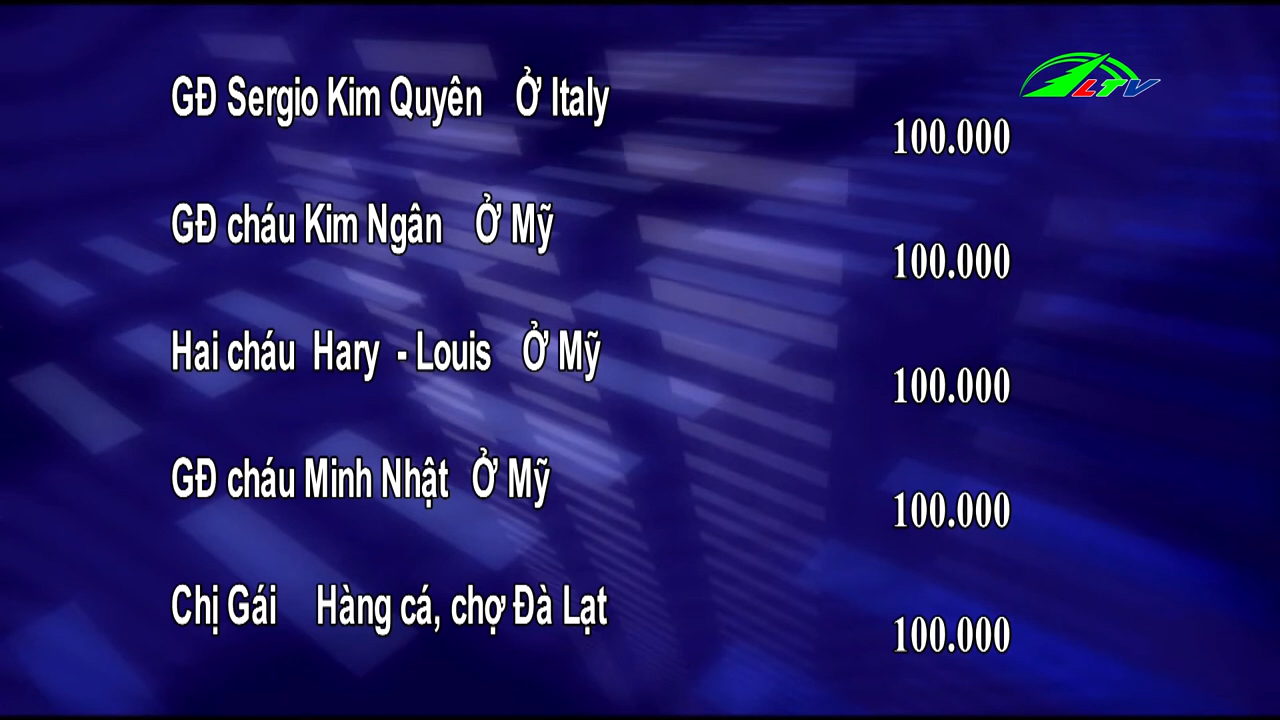 LTV
GĐ Sergio Kim Quyên Ở Italy
100.000
GĐ cháu Kim Ngân Ở Mỹ
100.000
Hai cháu Hary - Louis Ở Mỹ
100.000
GĐ cháu Minh Nhật Ở Mỹ
100.000
Chị Gái Hàng cá, chợ Đà Lạt
100.000